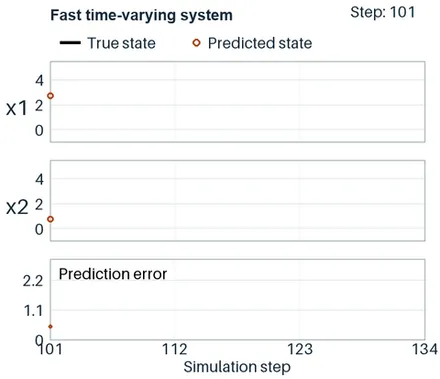 Fast time-varying system
Step: 101
True state
Predicted state
x1
4
2
0
x2
4
2
0
Prediction error
2.2
1.1
0
101 112 123 134
Simulation step